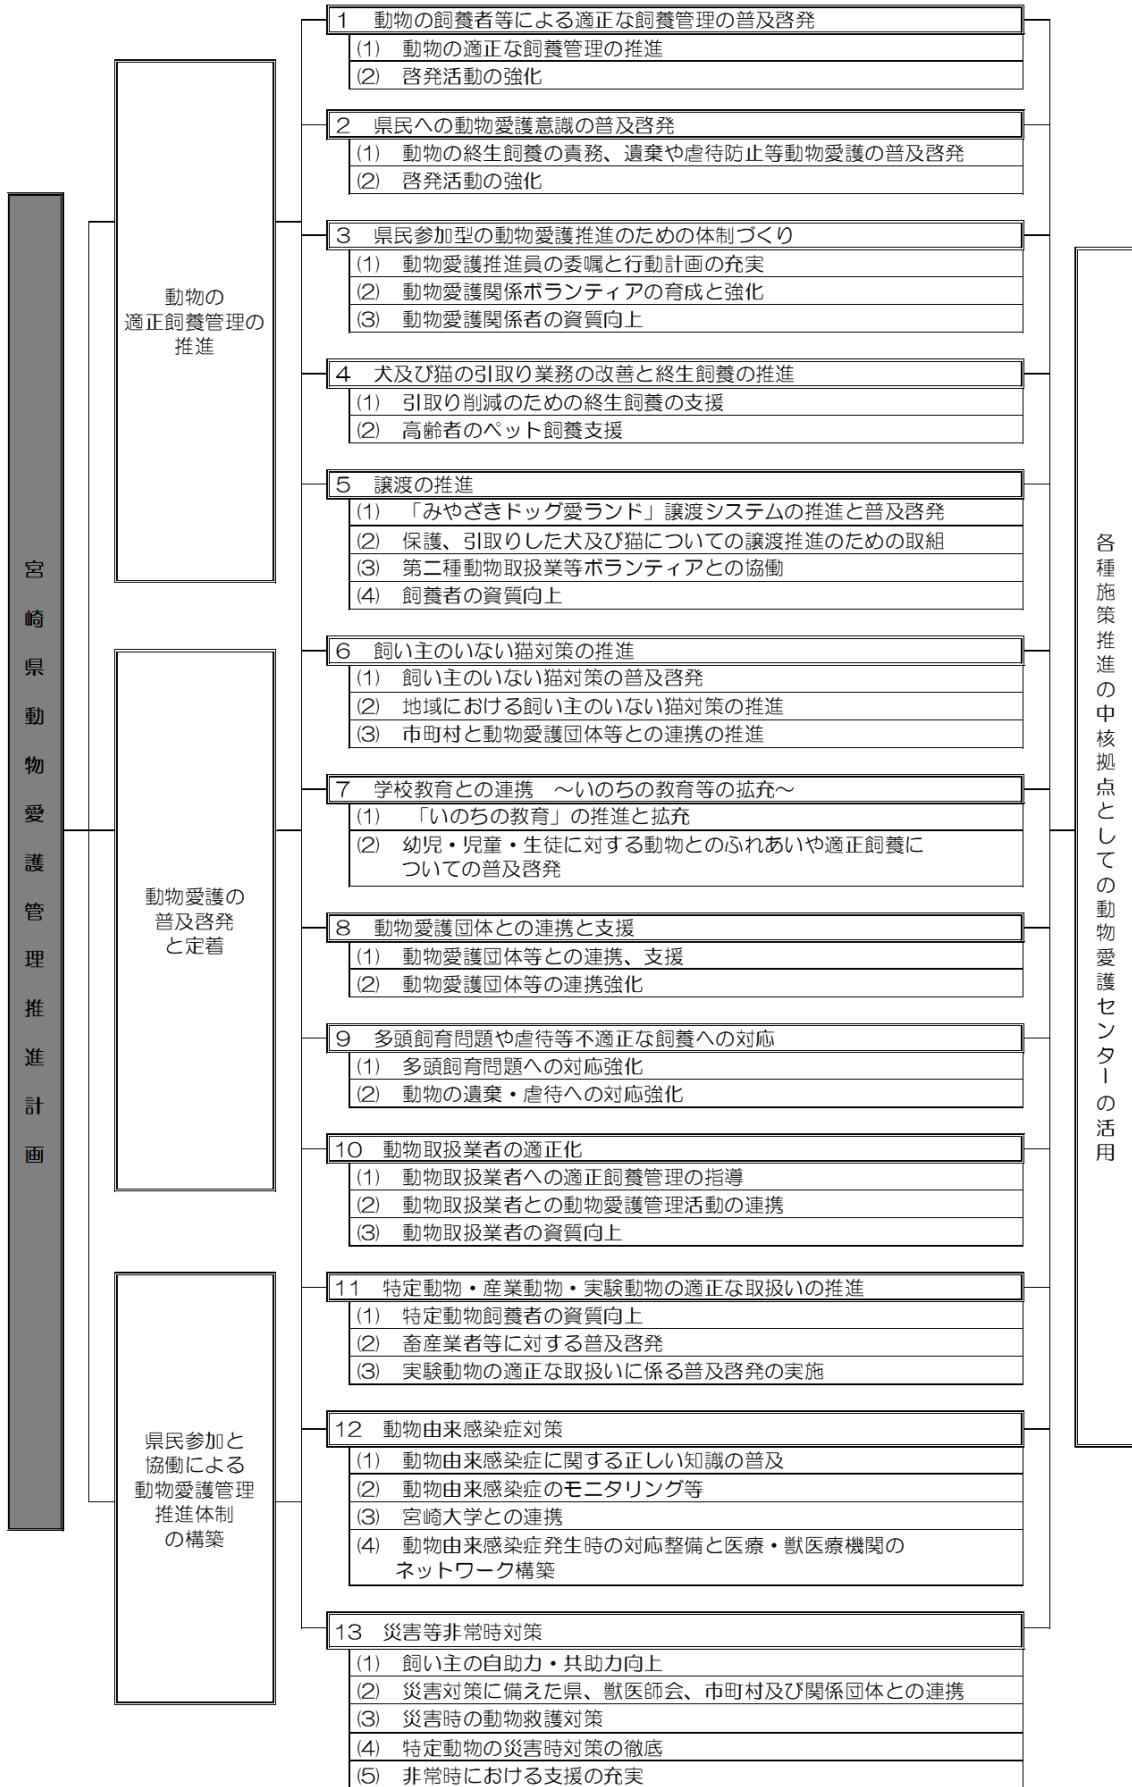 宮崎県動物愛護管理推進計画
動物の
適正飼養管理の
推進
動物愛護の
普及啓発
と定着
県民参加と
協働による
動物愛護管理
推進体制
の構築
1 動物の飼養者等による適正な飼養管理の普及啓発
(1) 動物の適正な飼養管理の推進
(2) 啓発活動の強化
2 県民への動物愛護意識の普及啓発
(1) 動物の終生飼養の責務、遺棄や虐待防止等動物愛護の普及啓発
(2) 啓発活動の強化
3 県民参加型の動物愛護推進のための体制づくり
(1) 動物愛護推進員の委嘱と行動計画の充実
(2) 動物愛護関係ボランティアの育成と強化
(3) 動物愛護関係者の資質向上
4 犬及び猫の引取り業務の改善と終生飼養の推進
(1) 引取り削減のための終生飼養の支援
(2) 高齢者のペット飼養支援
5 譲渡の推進
(1) 「みやざきドッグ愛ランド」譲渡システムの推進と普及啓発
(2) 保護、引取りした犬及び猫についての譲渡推進のための取組
(3) 第二種動物取扱業等ボランティアとの協働
(4) 飼養者の資質向上
6 飼い主のいない猫対策の推進
(1) 飼い主のいない猫対策の普及啓発
(2) 地域における飼い主のいない猫対策の推進
(3) 市町村と動物愛護団体等との連携の推進
7 学校教育との連携 ～いのちの教育等の拡充～
(1) 「いのちの教育」の推進と拡充
(2) 幼児・児童・生徒に対する動物とのふれあいや適正飼養に
ついての普及啓発
8 動物愛護団体との連携と支援
(1) 動物愛護団体等との連携、支援
(2) 動物愛護団体等の連携強化
9 多頭飼育問題や虐待等不適正な飼養への対応
(1) 多頭飼育問題への対応強化
(2) 動物の遺棄・虐待への対応強化
10 動物取扱業者の適正化
(1) 動物取扱業者への適正飼養管理の指導
(2) 動物取扱業者との動物愛護管理活動の連携
(3) 動物取扱業者の資質向上
11 特定動物・産業動物・実験動物の適正な取扱いの推進
(1) 特定動物飼養者の資質向上
(2) 畜産業者等に対する普及啓発
(3) 実験動物の適正な取扱いに係る普及啓発の実施
12 動物由来感染症対策
(1) 動物由来感染症に関する正しい知識の普及
(2) 動物由来感染症のモニタリング等
(3) 宮崎大学との連携
(4) 動物由来感染症発生時の対応整備と医療・獣医療機関の
ネットワーク構築
13 災害等非常時対策
(1) 飼い主の自助力・共助力向上
(2) 災害対策に備えた県、獣医師会、市町村及び関係団体との連携
(3) 災害時の動物救護対策
(4) 特定動物の災害時対策の徹底
(5) 非常時における支援の充実
各種施策推進の中核拠点としての動物愛護センターの活用